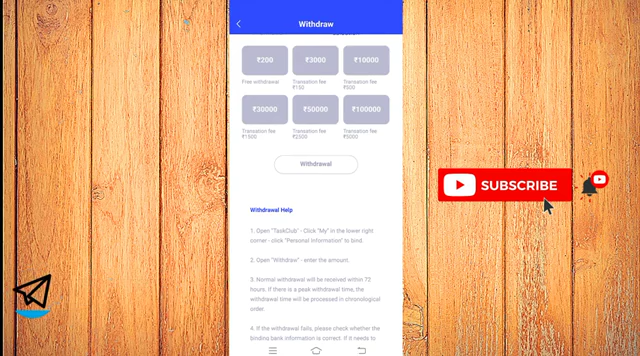 Withdraw
₹200
₹3000
₹10000
Free withdrawal
Transation fee
₹150
Transation fee
₹500
₹30000
₹50000
₹100000
Transation fee
₹1500
Transation fee
₹2500
Transation fee
₹5000
Withdrawal
SUBSCRIBE
Withdrawal Help
1. Open "TaskClub" - Click "My" in the lower right
corner - click "Personal Information" to bind.
2. Open "Withdraw" - enter the amount.
3. Normal withdrawal will be received within 72
hours. If there is a peak withdrawal time, the
withdrawal time will be processed in chronological
order.
4. If the withdrawal fails, please check whether the
binding bank information is correct. If it needs to